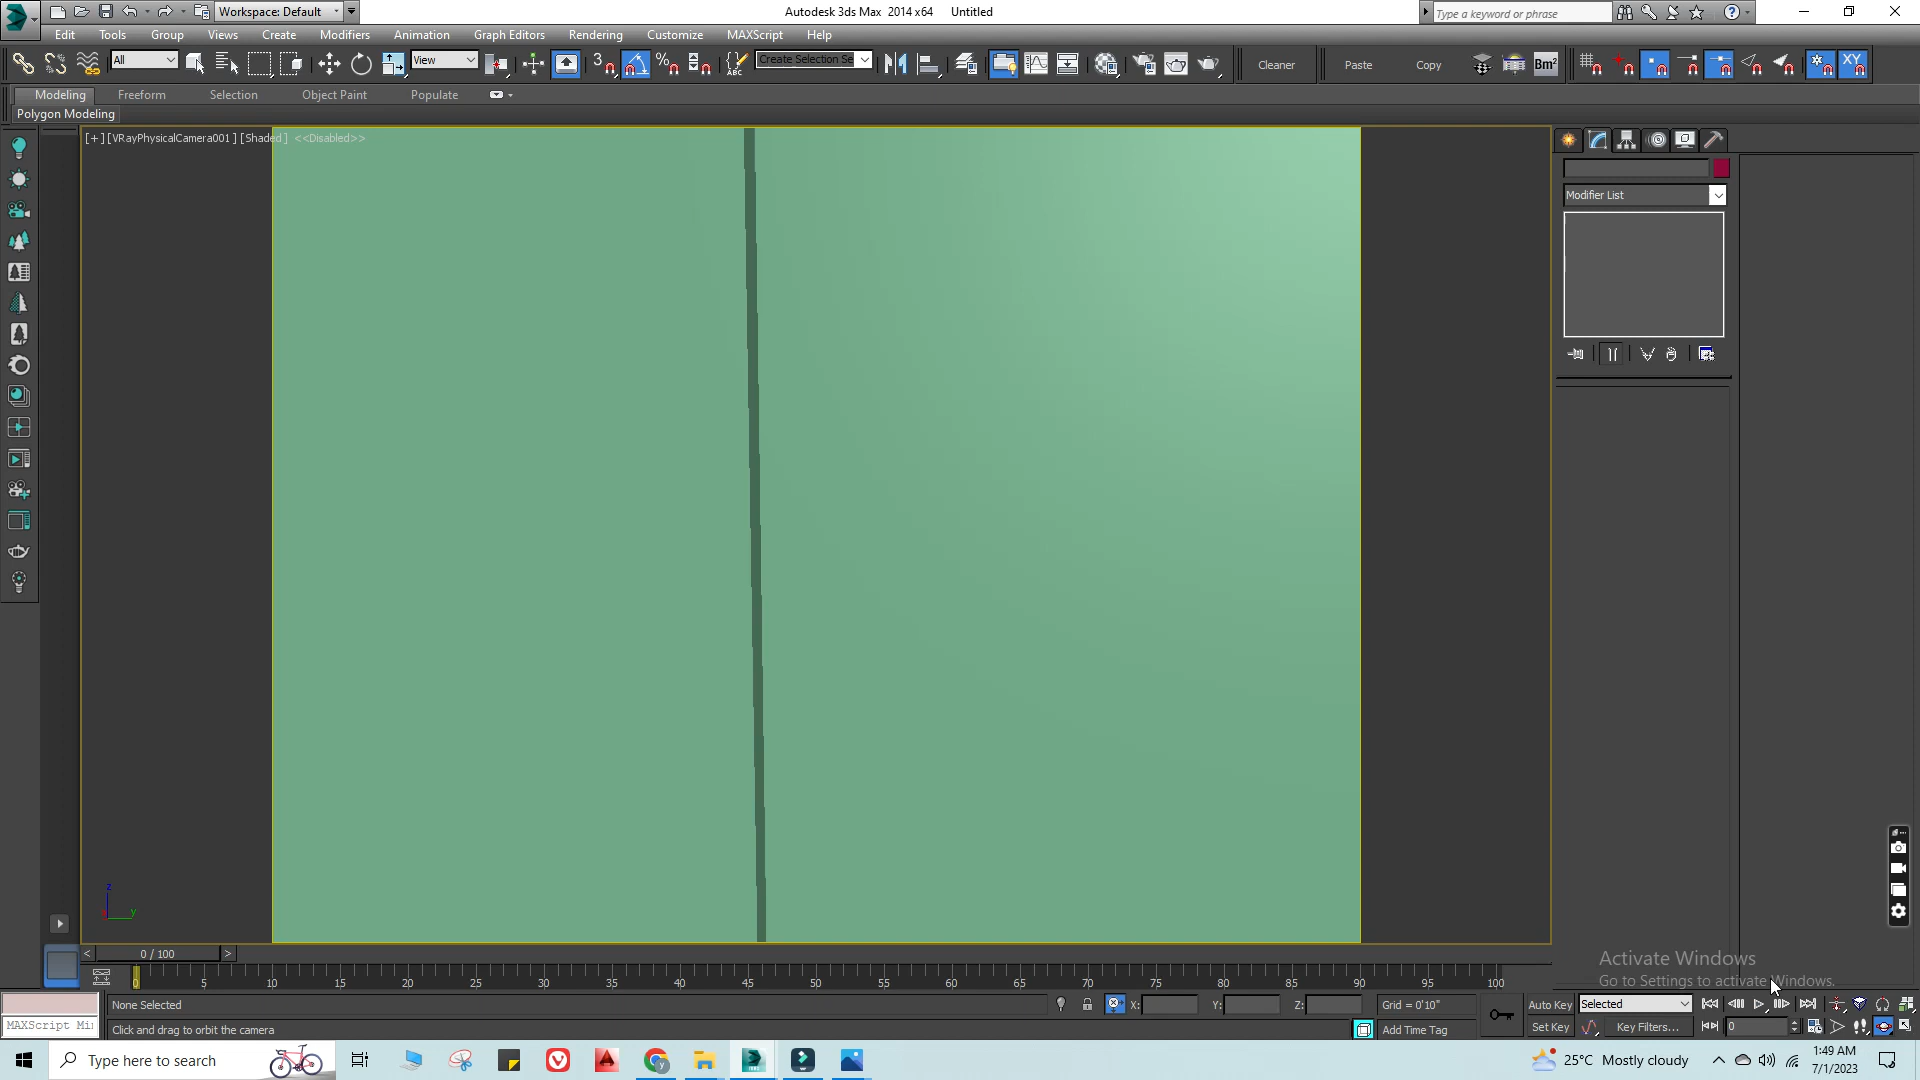 Workspace: Default
Autodesk 3ds Max 2014 x64 Untitled
Type a keyword or phrase
Edit Tools Group Views Create Modifiers Animation Graph Editors Rendering Customize MAXScript Help
All
View
3
ABC
Create Selection Se
Cleaner
Paste
Copy
Bm²
XY
Modeling Freeform Selection Object Paint Populate
Polygon Modeling
[+] [VRayPhysicalCamera001] [Shaded] <<Disabled>>
Modifier List
z
y
< 0 / 100 >
0 5 10 15 20 25 30 35 40 45 50 55 60 65 70 75 80 85 90 95 100
Activate Windows
Go to Settings to activate Windows.
None Selected
X: Y: Z:
Grid = 0'10"
Auto Key
Selected
MAXScript Mi
Click and drag to orbit the camera
Add Time Tag
Set Key
Key Filters...
0
Type here to search
25°C Mostly cloudy
1:49 AM
7/1/2023